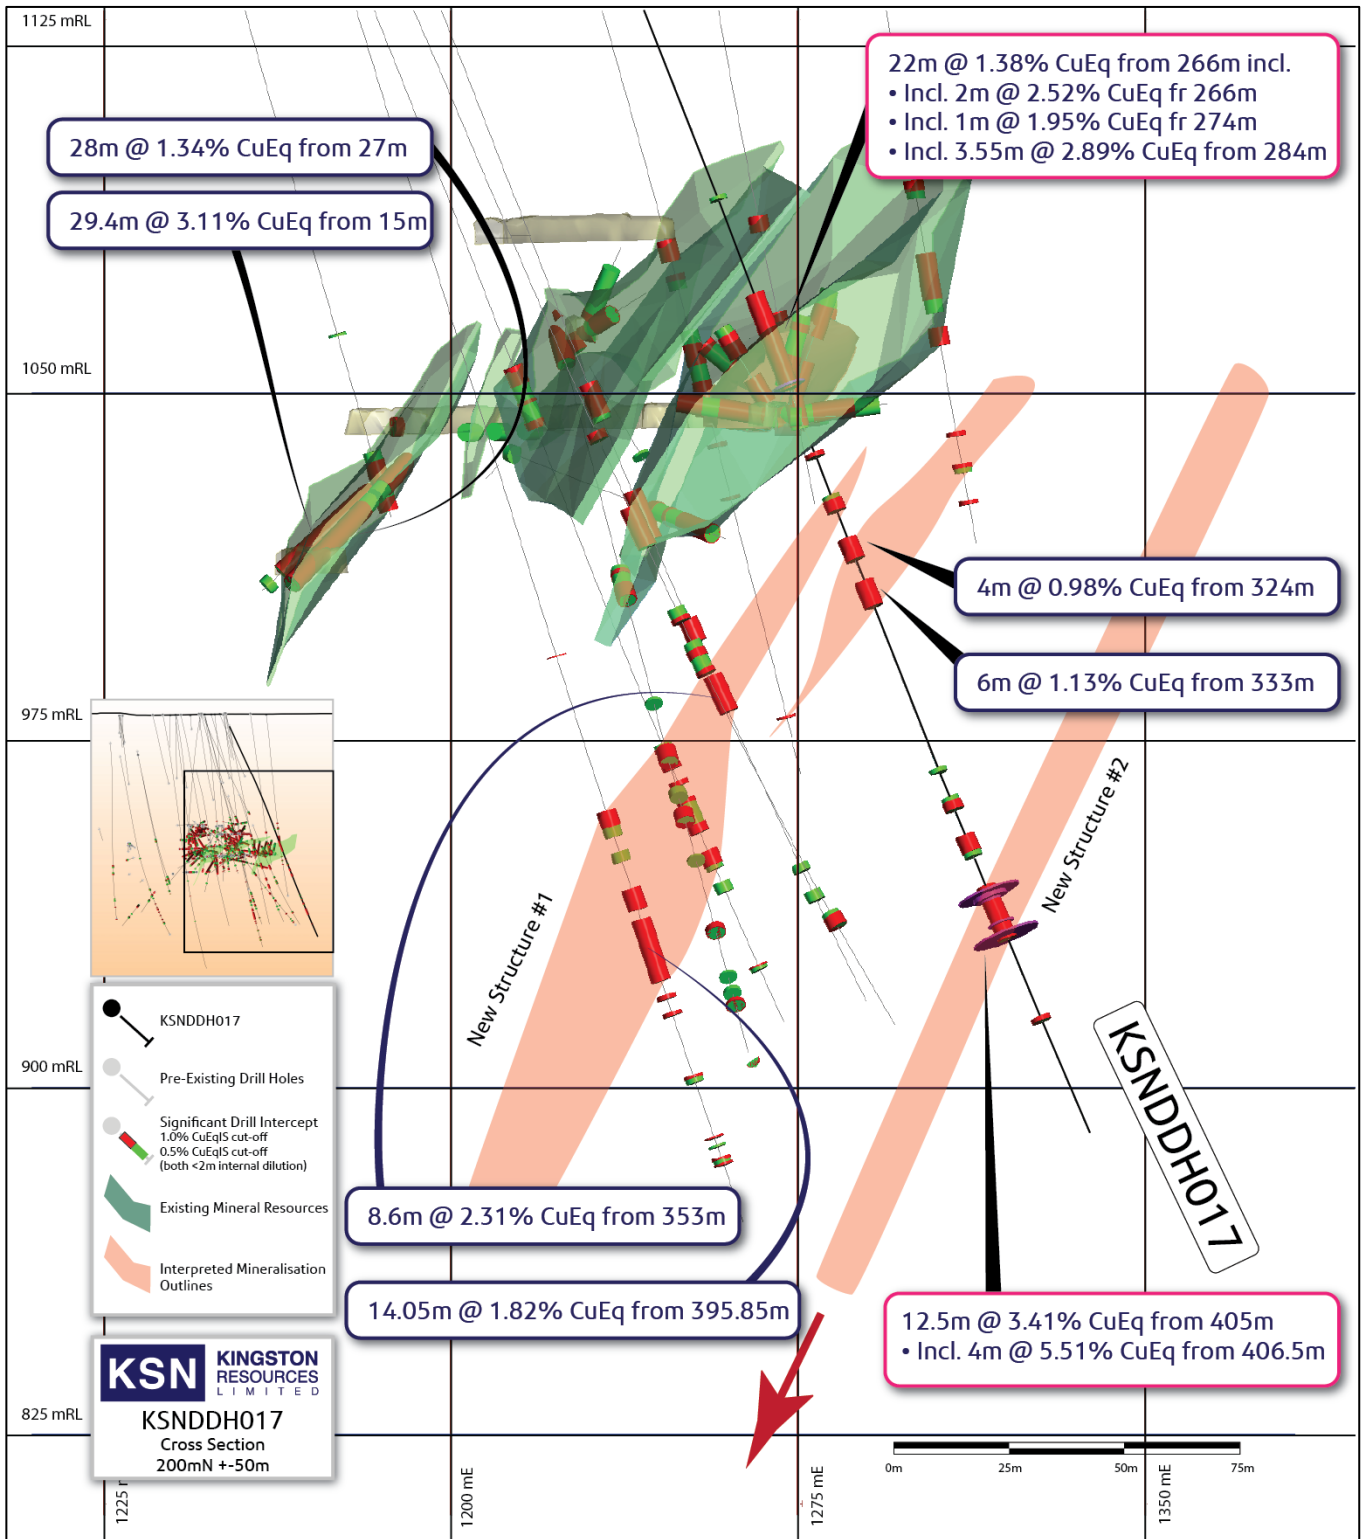 1125 mRL
22m @ 1.38% CuEq from 266m incl.
• Incl. 2m @ 2.52% CuEq fr 266m
• Incl. 1m @ 1.95% CuEq fr 274m
• Incl. 3.55m @ 2.89% CuEq from 284m
28m @ 1.34% CuEq from 27m
29.4m @ 3.11% CuEq from 15m
1050 mRL
4m @ 0.98% CuEq from 324m
6m @ 1.13% CuEq from 333m
975 mRL
New Structure #2
New Structure #1
KSNDDH017
Pre-Existing Drill Holes
Significant Drill Intercept
1.0% CuEqIS cut-off
0.5% CuEqIS cut-off
(both <2m internal dilution)
Existing Mineral Resources
Interpreted Mineralisation
Outlines
900 mRL
KSNDDH017
8.6m @ 2.31% CuEq from 353m
14.05m @ 1.82% CuEq from 395.85m
12.5m @ 3.41% CuEq from 405m
• Incl. 4m @ 5.51% CuEq from 406.5m
KSN KINGSTON
RESOURCES
LIMITED
KSNDDH017
Cross Section
200mN +-50m
825 mRL
0m 25m 50m 75m
1225
1200 mE
1275 mE
1350 mE